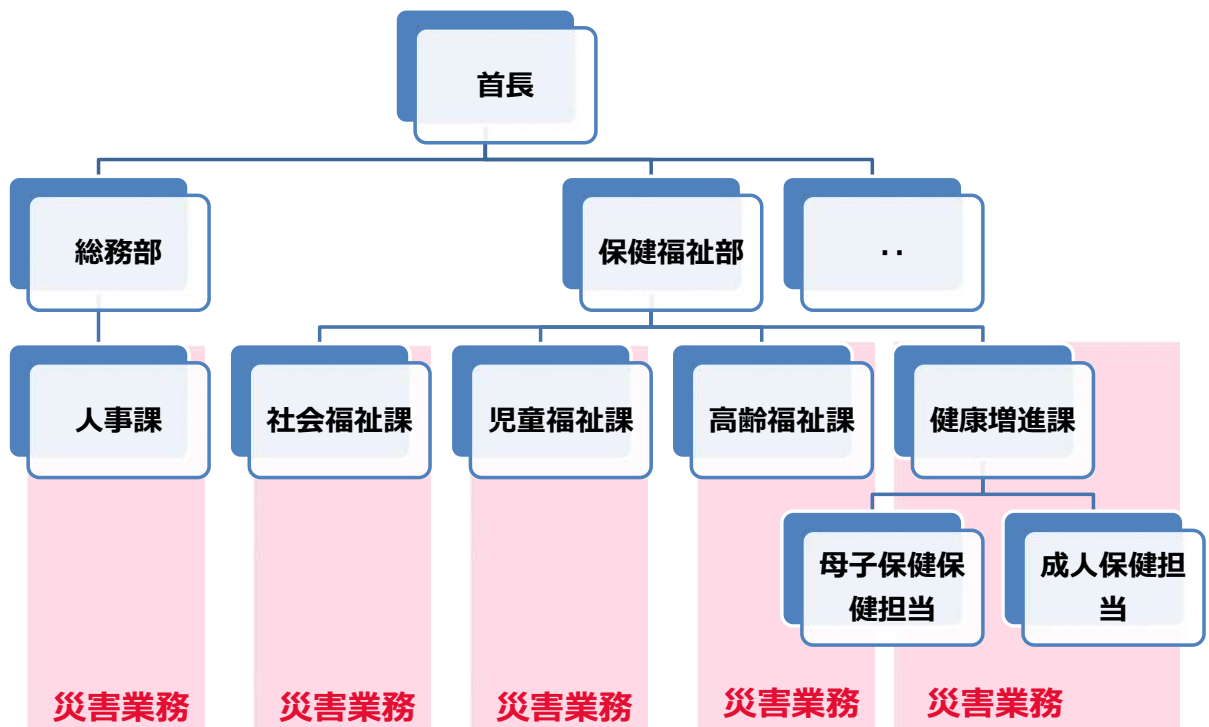 首長
総務部
保健福祉部
··
人事課
社会福祉課
児童福祉課
高齢福祉課
健康増進課
母子保健保
健担当
成人保健担
当
災害業務
災害業務
災害業務
災害業務
災害業務